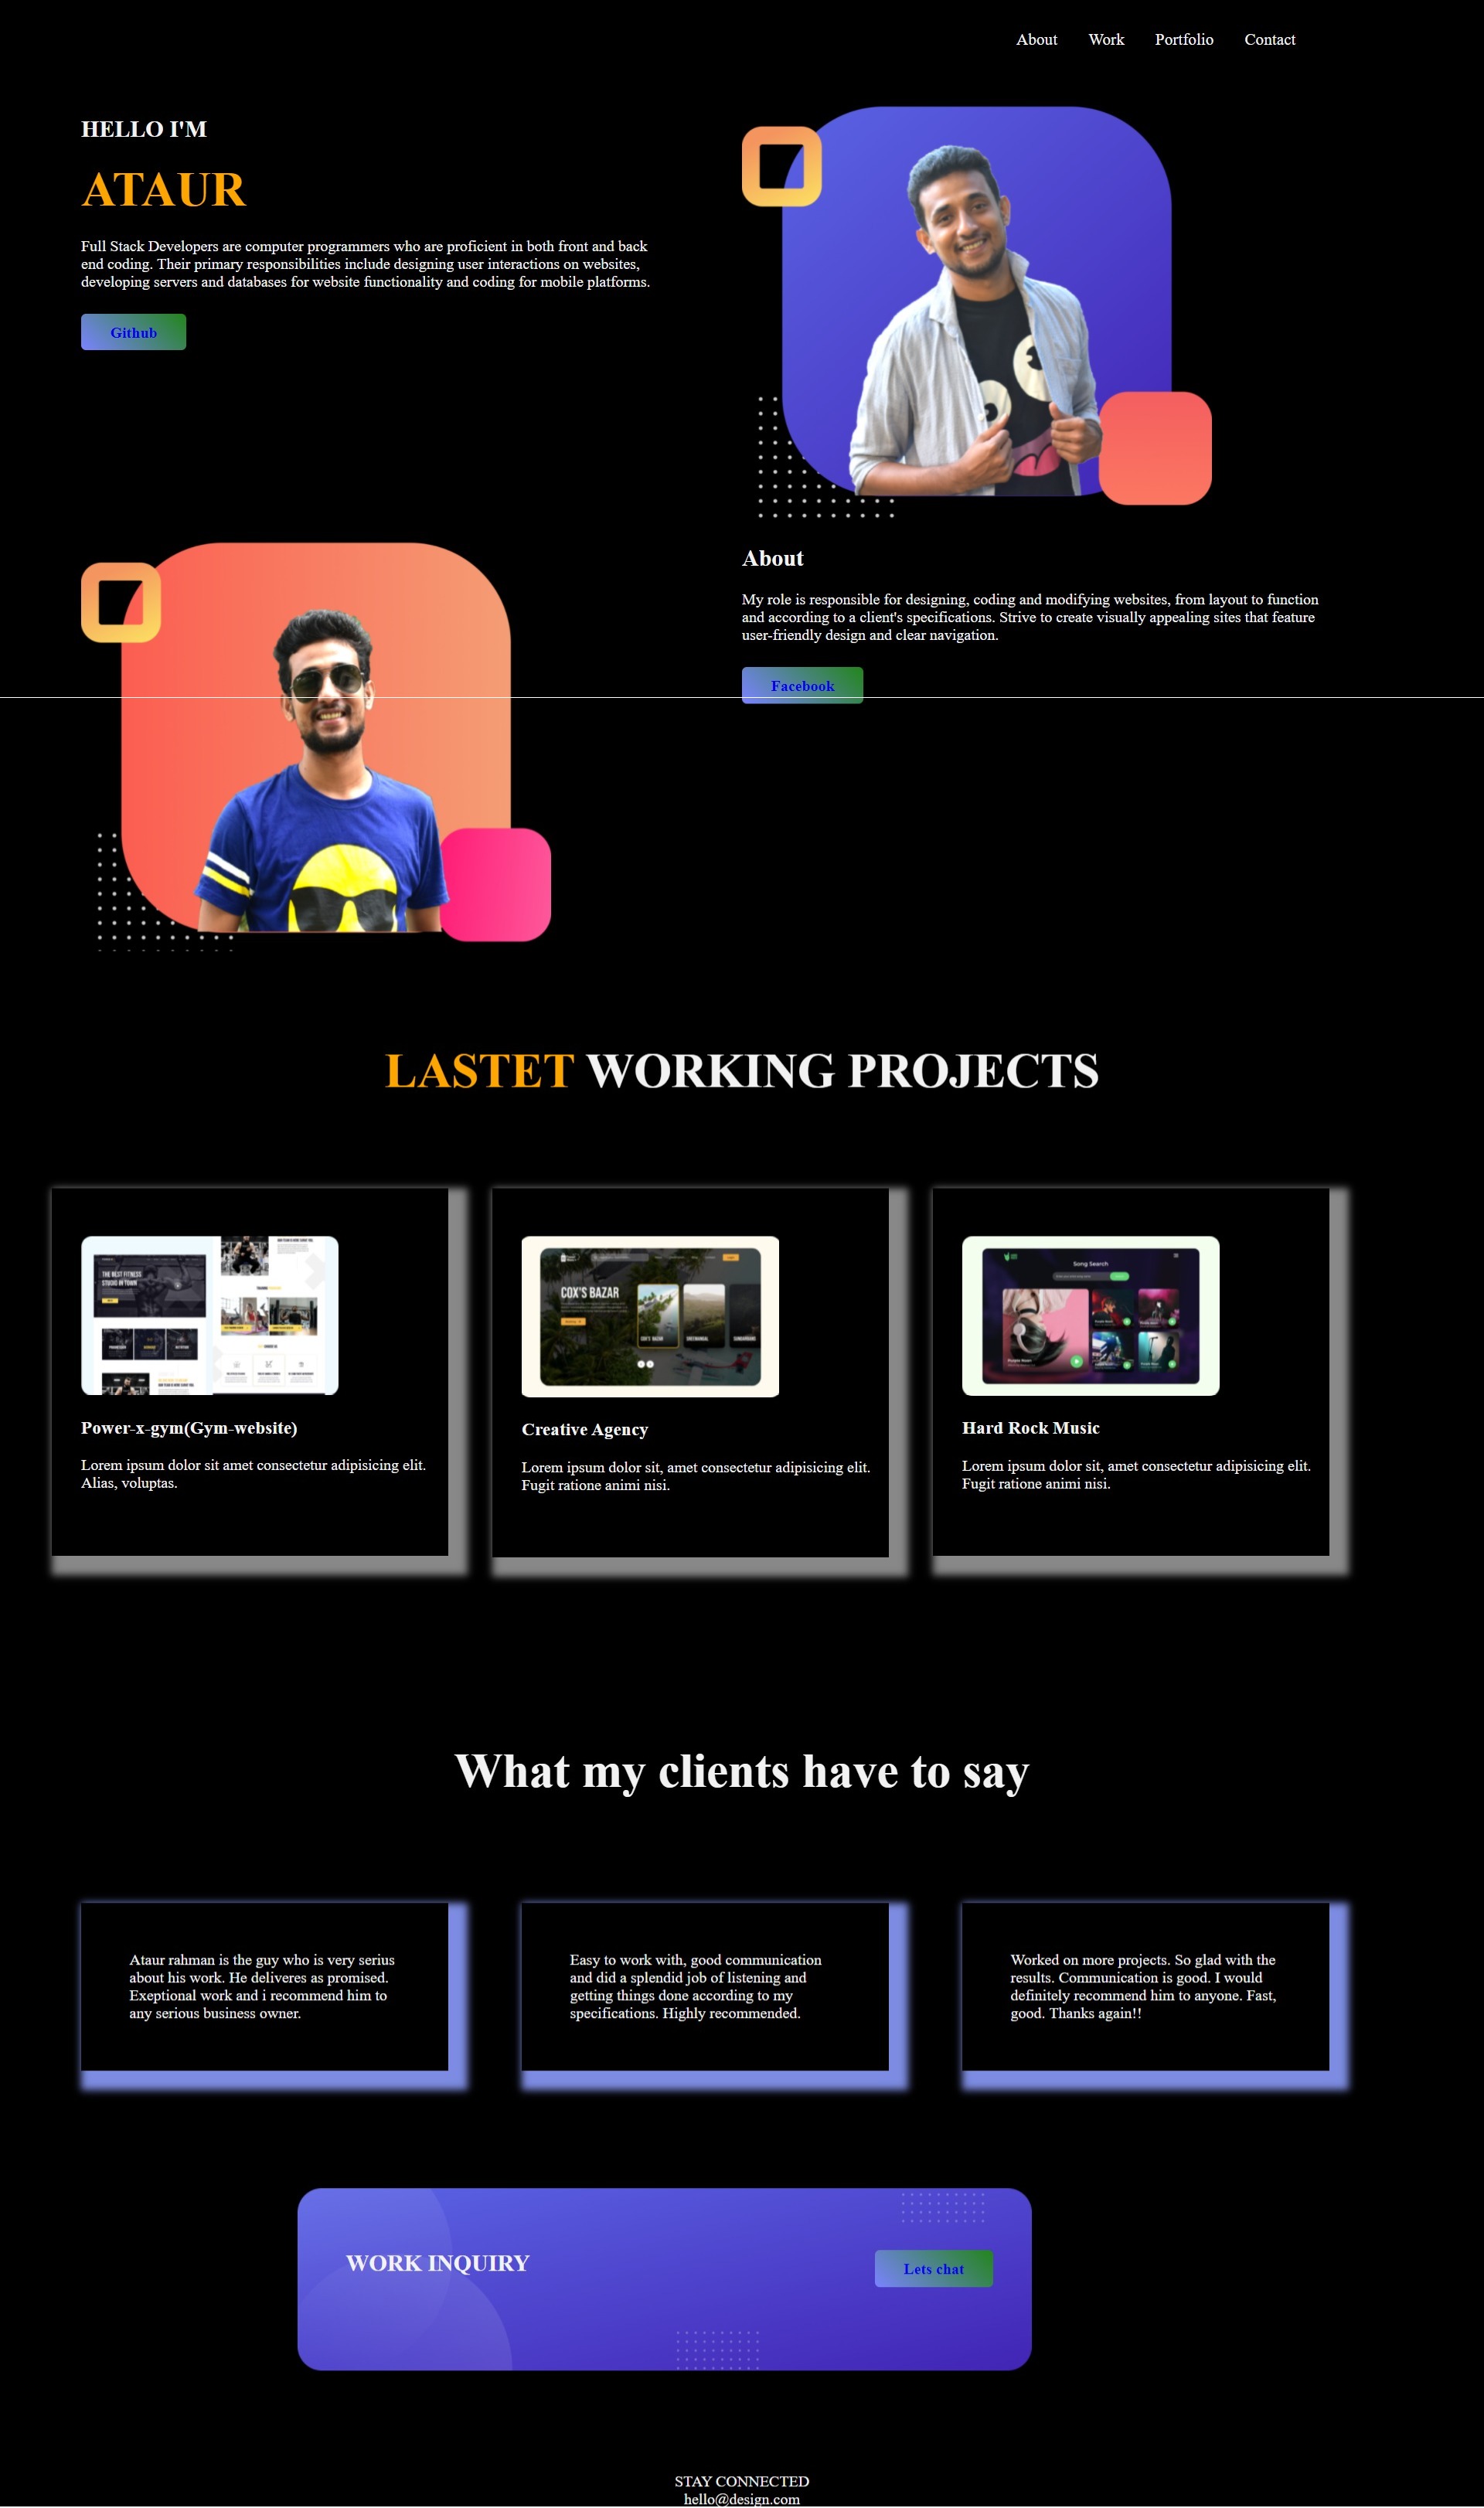 About Work Portfolio Contact
HELLO I'M
ATAUR
Full Stack Developers are computer programmers who are proficient in both front and back
end coding. Their primary responsibilities include designing user interactions on websites,
developing servers and databases for website functionality and coding for mobile platforms.
Github
About
My role is responsible for designing, coding and modifying websites, from layout to function
and according to a client's specifications. Strive to create visually appealing sites that feature
user-friendly design and clear navigation.
Facebook
LASTET WORKING PROJECTS
THE BEST FITNESS
STUDIO IN TOWN
Power-x-gym(Gym-website)
Lorem ipsum dolor sit amet consectetur adipisicing elit.
Alias, voluptas.
COX'S BAZAR
Creative Agency
Lorem ipsum dolor sit, amet consectetur adipisicing elit.
Fugit ratione animi nisi.
Song Search
Hard Rock Music
Lorem ipsum dolor sit, amet consectetur adipisicing elit.
Fugit ratione animi nisi.
What my clients have to say
Ataur rahman is the guy who is very serius
about his work. He deliveres as promised.
Exeptional work and i recommend him to
any serious business owner.
Easy to work with, good communication
and did a splendid job of listening and
getting things done according to my
specifications. Highly recommended.
Worked on more projects. So glad with the
results. Communication is good. I would
definitely recommend him to anyone. Fast,
good. Thanks again!!
WORK INQUIRY
Lets chat
STAY CONNECTED
hello@design.com